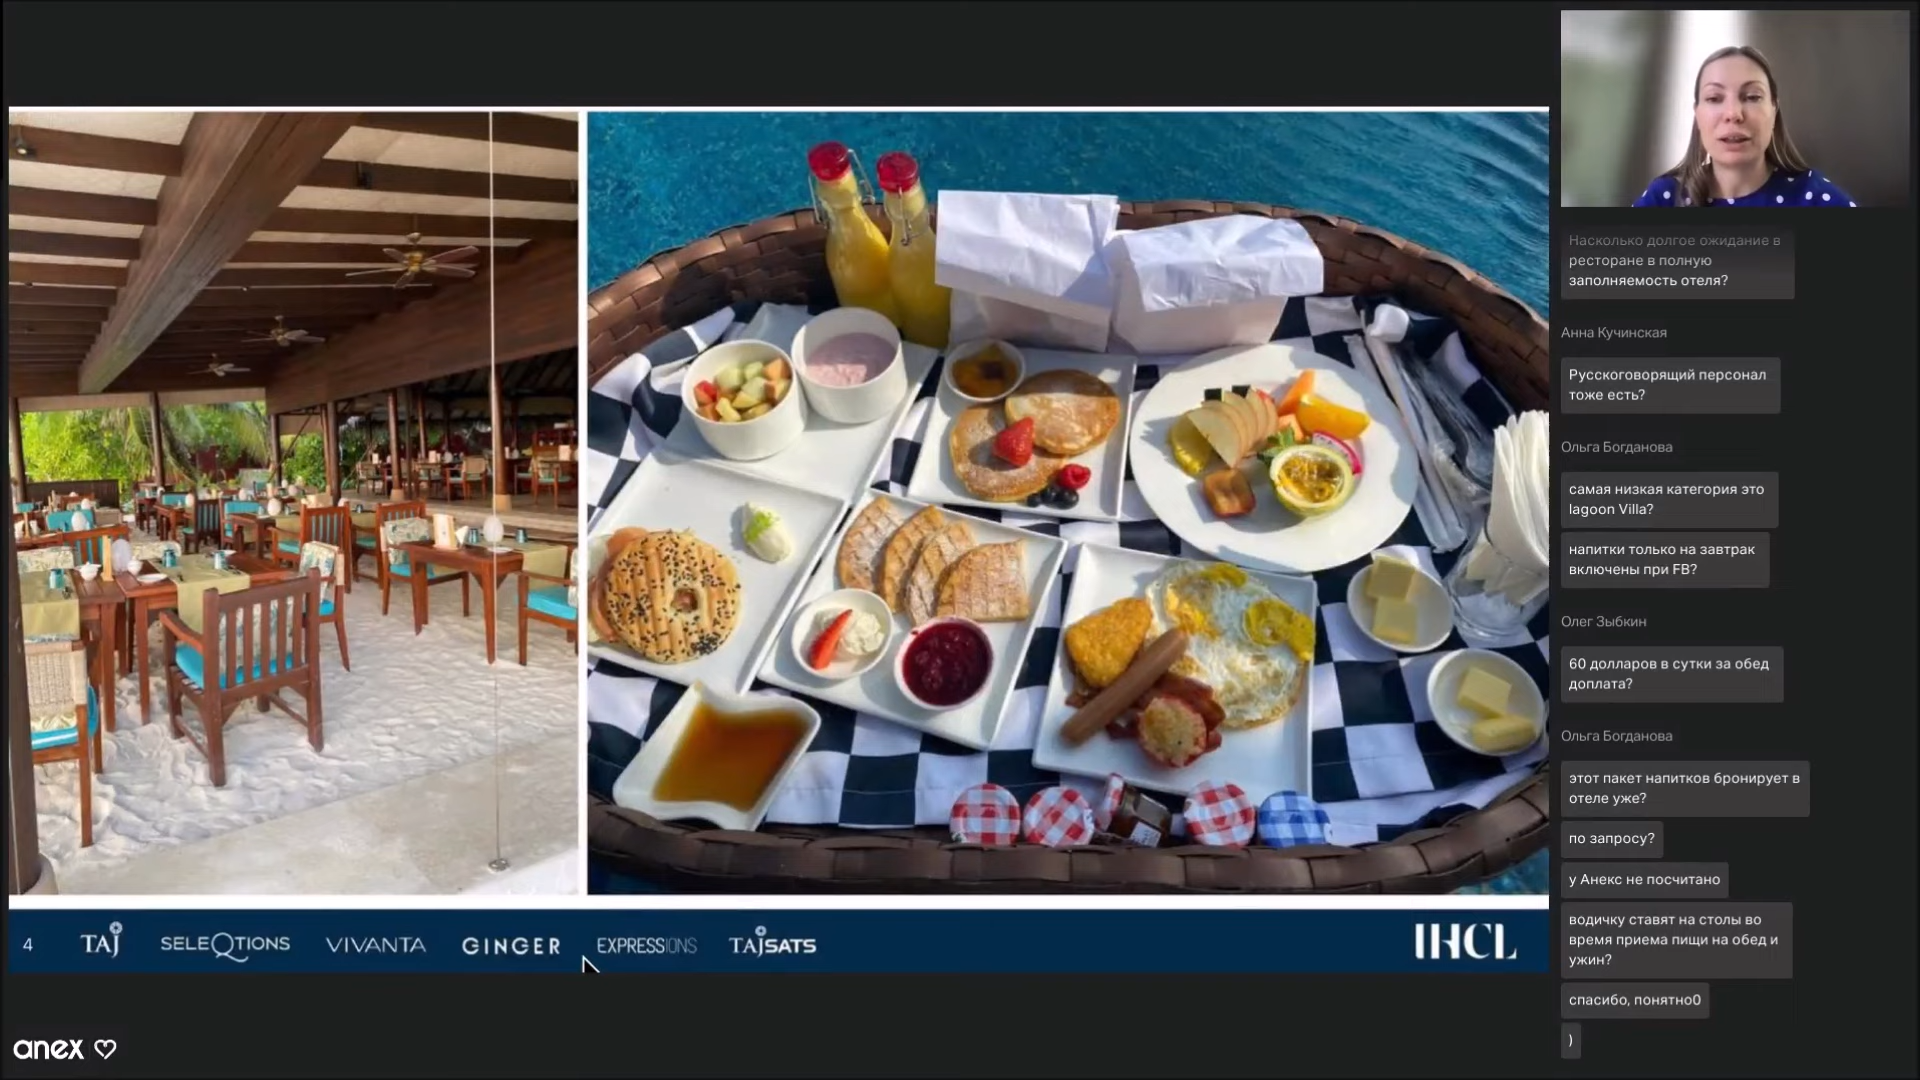 4
TAJ
SELEQTIONS
VIVANTA
GINGER
EXPRESSIONS
TAJSATS
IHCL
anex
Насколько долгое ожидание в
ресторане в полную
заполняемость отеля?
Анна Кучинская
Русскоговорящий персонал
тоже есть?
Ольга Богданова
самая низкая категория это
lagoon Villa?
напитки только на завтрак
включены при FB?
Олег Зыбкин
60 долларов в сутки за обед
доплата?
Ольга Богданова
этот пакет напитков бронирует в
отеле уже?
по запросу?
у Анекс не посчитано
водичку ставят на столы во
время приема пищи на обед и
ужин?
спасибо, понятно0
)